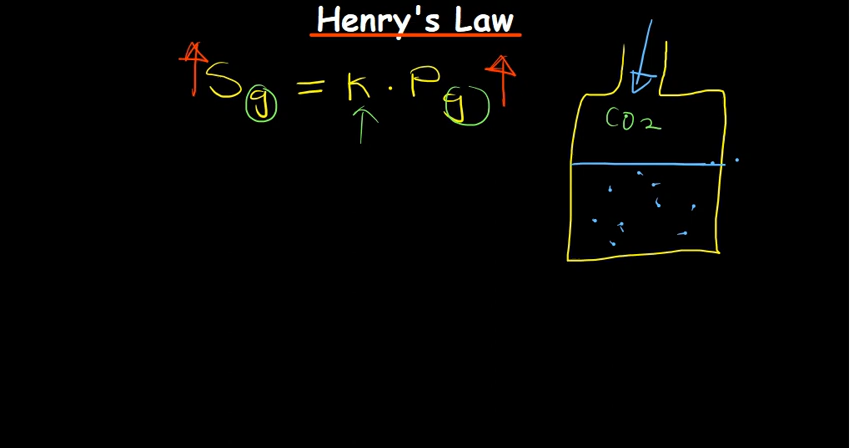 Henry's Law
Sg = K · Pg
CO2